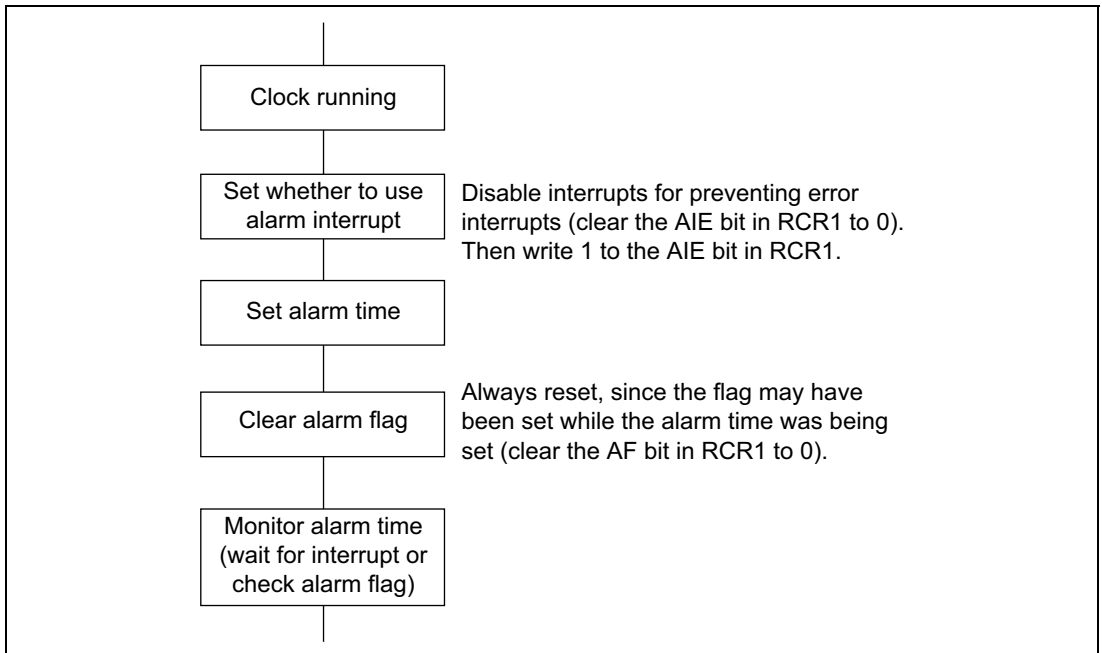 Clock running
Set whether to use
alarm interrupt
Disable interrupts for preventing error
interrupts (clear the AIE bit in RCR1 to 0).
Then write 1 to the AIE bit in RCR1.
Set alarm time
Clear alarm flag
Always reset, since the flag may have
been set while the alarm time was being
set (clear the AF bit in RCR1 to 0).
Monitor alarm time
(wait for interrupt or
check alarm flag)